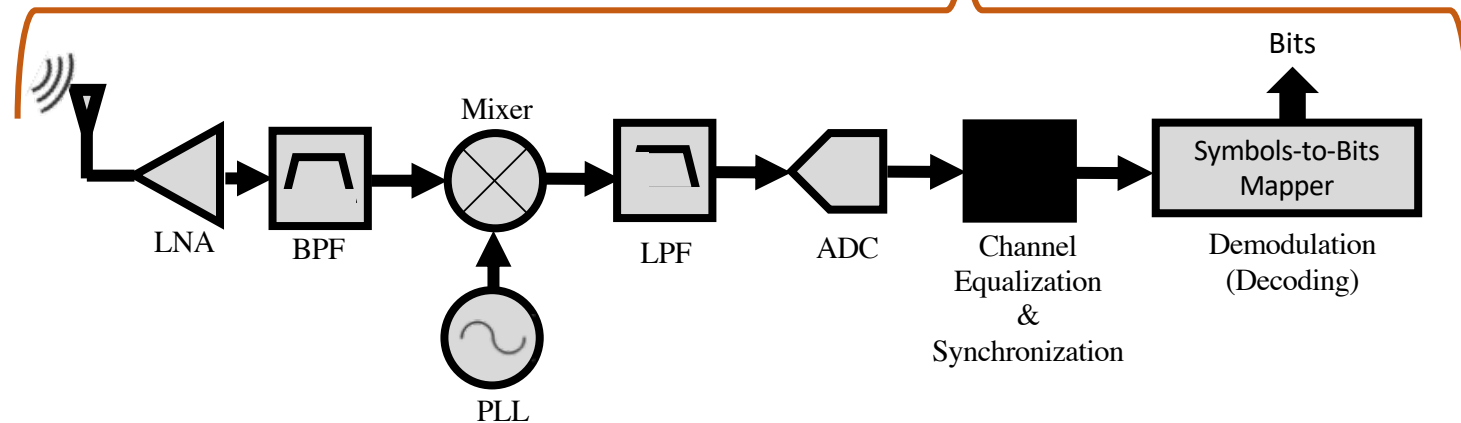 Bits
Mixer
Symbols-to-Bits
Mapper
LNA
BPF
LPF
ADC
Channel
Equalization
&
Synchronization
Demodulation
(Decoding)
PLL